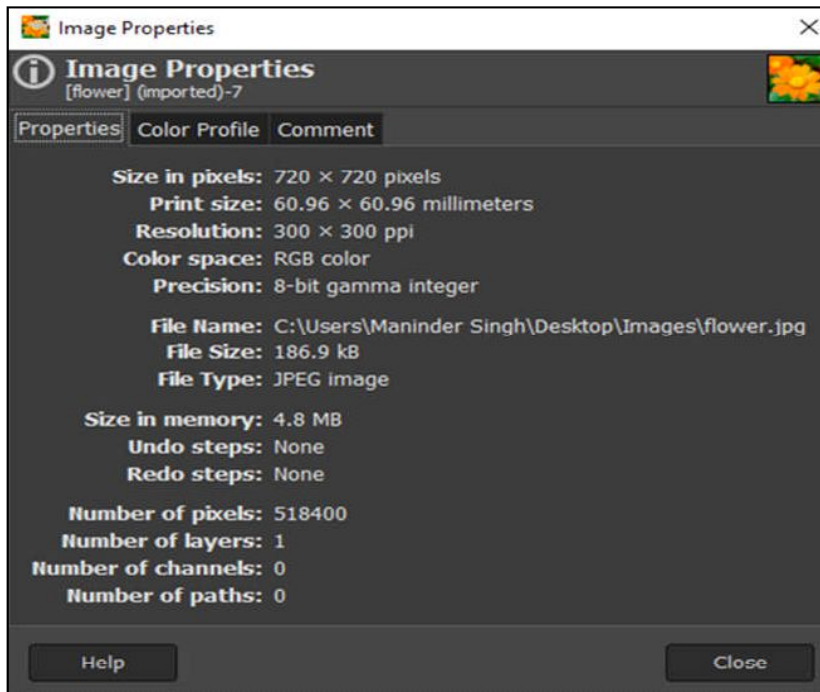 Image Properties
Image Properties
[flower] (imported)-7
Properties Color Profile Comment
Size in pixels: 720 × 720 pixels
Print size: 60.96 × 60.96 millimeters
Resolution: 300 × 300 ppi
Color space: RGB color
Precision: 8-bit gamma integer
File Name: C:\Users\Maninder Singh\Desktop\Images\flower.jpg
File Size: 186.9 kB
File Type: JPEG image
Size in memory: 4.8 MB
Undo steps: None
Redo steps: None
Number of pixels: 518400
Number of layers: 1
Number of channels: 0
Number of paths: 0
Help Close